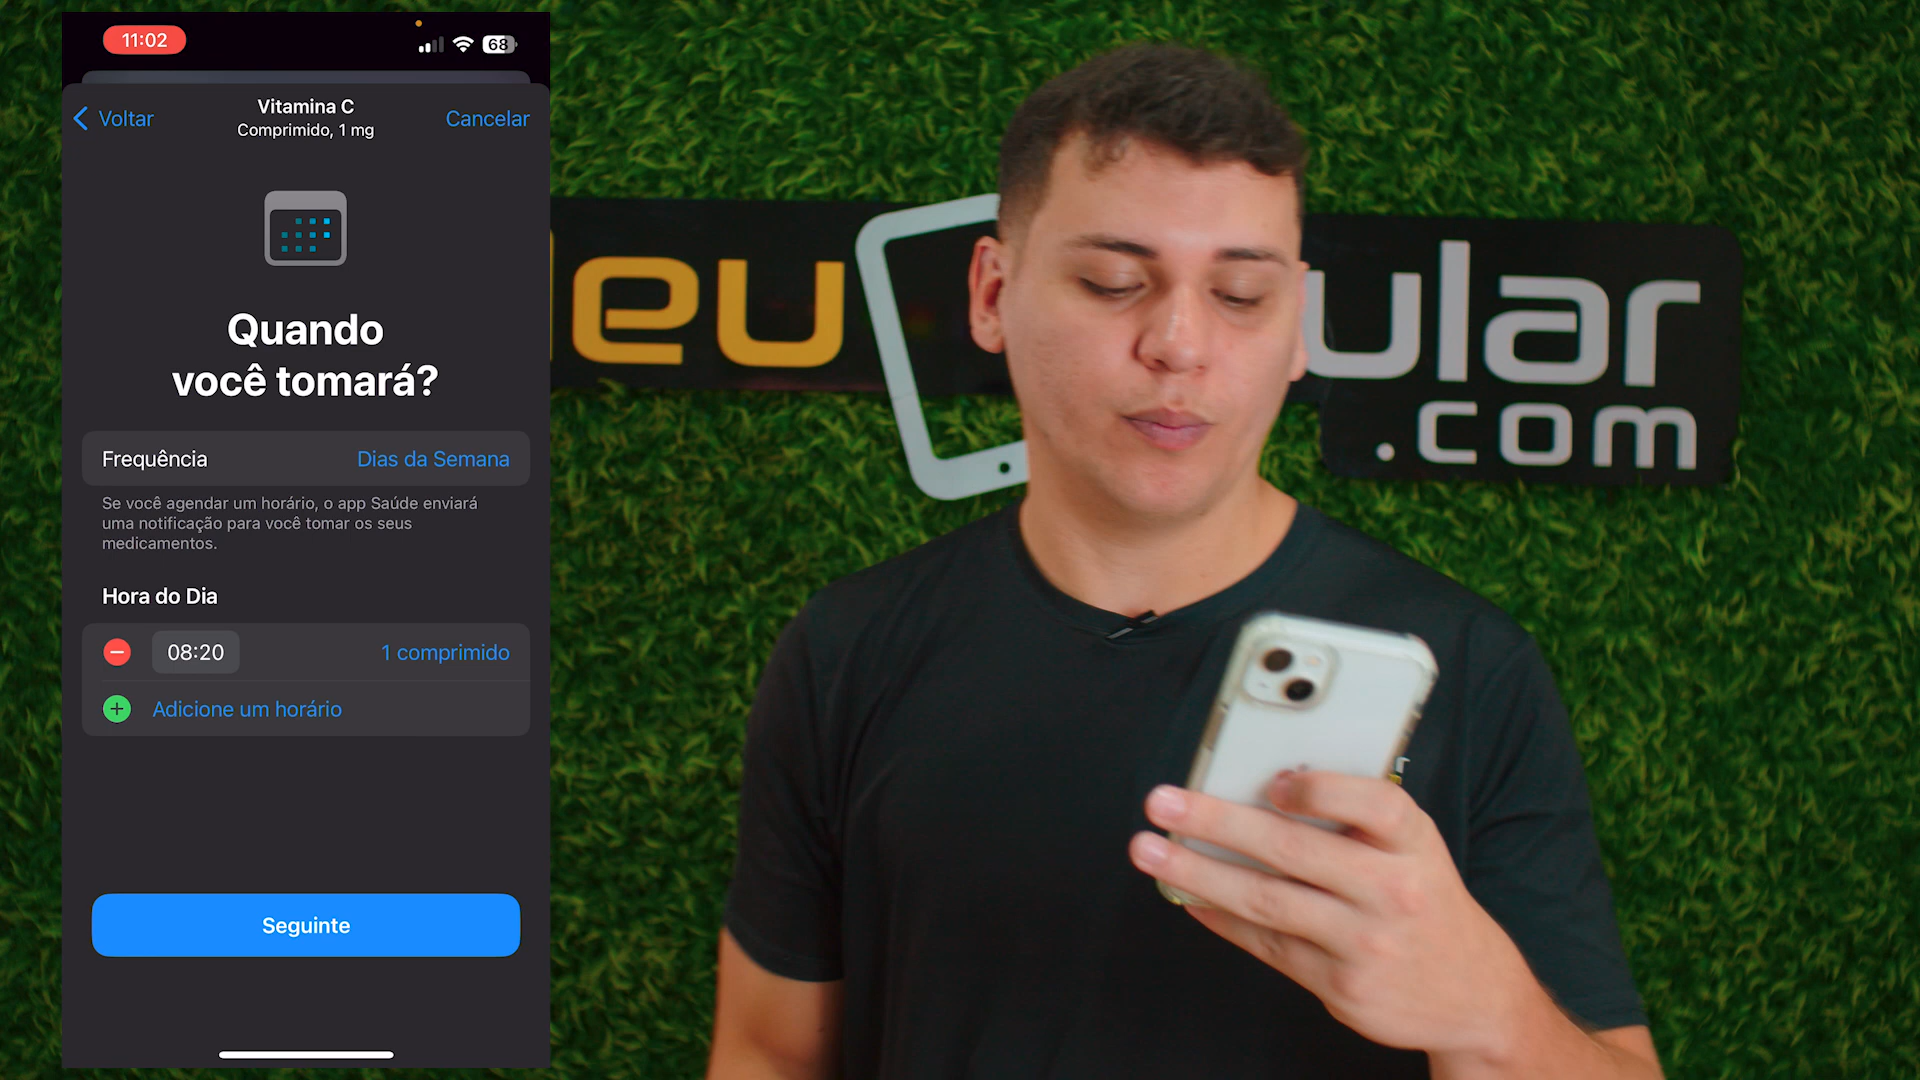 11:02
68
Voltar
Vitamina C
Comprimido, 1 mg
Cancelar
Quando
você tomará?
Frequência
Dias da Semana
Se você agendar um horário, o app Saúde enviará
uma notificação para você tomar os seus
medicamentos.
Hora do Dia
08:20
1 comprimido
Adicione um horário
Seguinte
eu
ular
.com